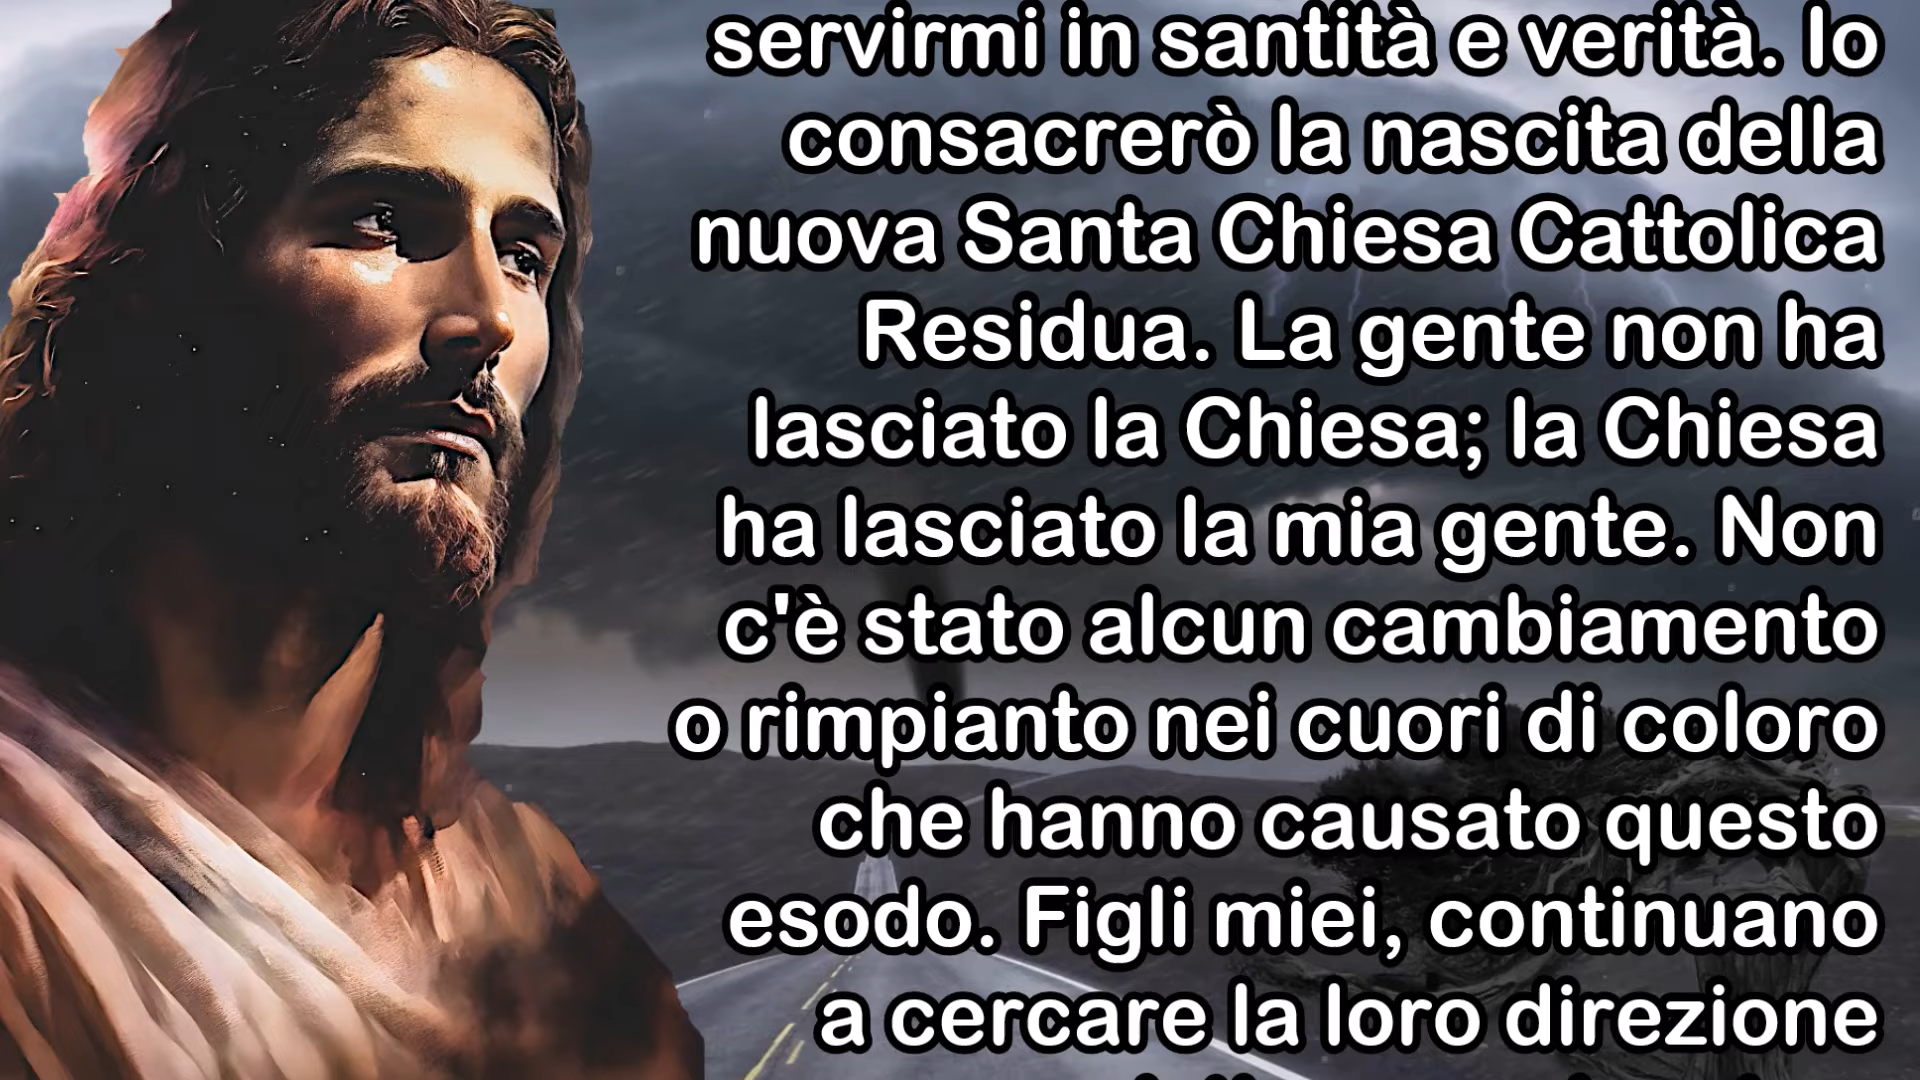 servirmi in santità e verità. Io
consacrerò la nascita della
nuova Santa Chiesa Cattolica
Residua. La gente non ha
lasciato la Chiesa; la Chiesa
ha lasciato la mia gente. Non
c'è stato alcun cambiamento
o rimpianto nei cuori di coloro
che hanno causato questo
esodo. Figli miei, continuano
a cercare la loro direzione